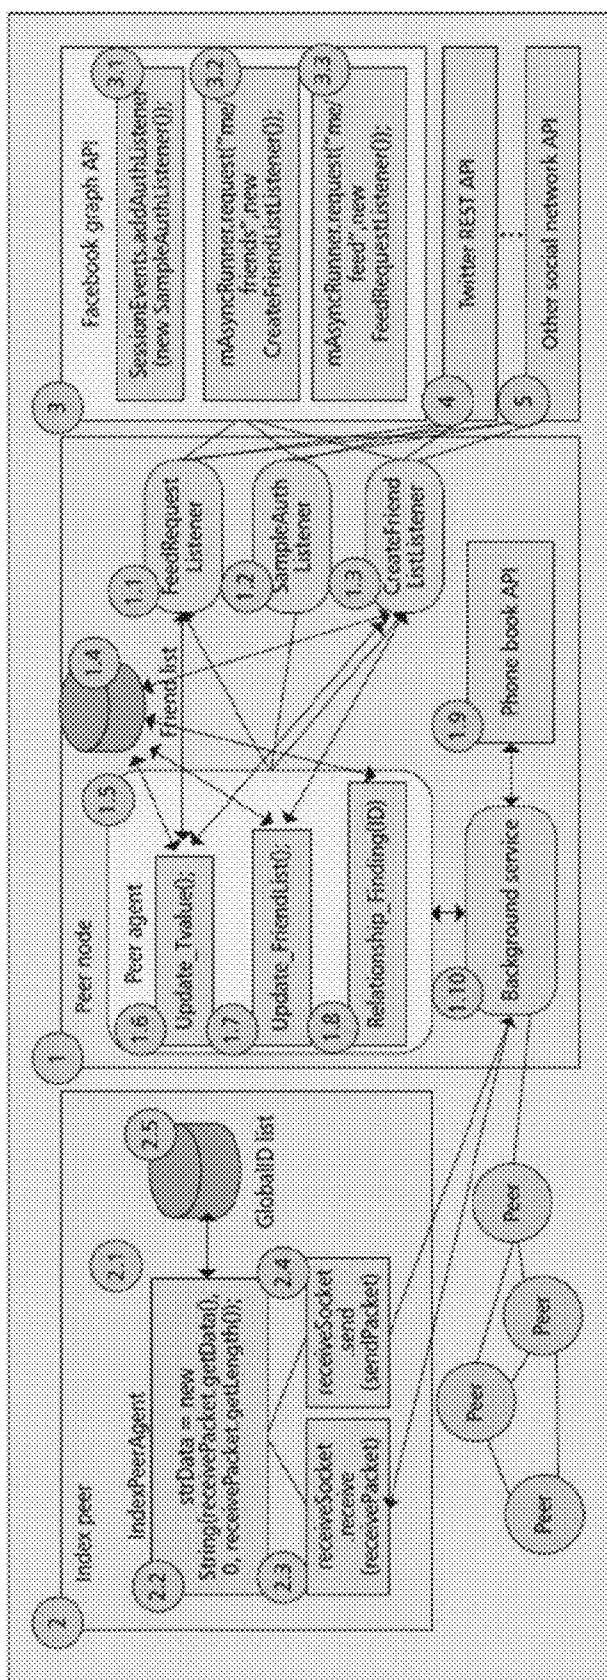 2
Index peer
IndexPeerAgent
2.1
2.2
strData = new
String(receivePacket.getData(),
0, receivePacket.getLength());
2.5
GlobalID list
2.3
receiveSocket
.receive
(receivePacket)
2.4
receiveSocket
.send
(sendPacket)
Peer
Peer
Peer
Peer
1
Peer node
Peer agent
1.5
1.4
Friend list
1.6
Update_Tvalue();
1.7
Update_FriendList();
1.8
Relationship_Finding(ID)
1.1
FeedRequest
Listener
1.2
SampleAuth
Listener
1.3
CreateFriend
ListListener
1.10
Background service
1.9
Phone book API
3
Facebook graph API
3.1
SessionEvents.addAuthListener
(new SampleAuthListener());
3.2
mAsyncRunner.request("me/
friends",new
CreateFriendListListener());
3.3
mAsyncRunner.request("me/
feed",new
FeedRequestListener());
4
Twitter REST API
5
Other social network API